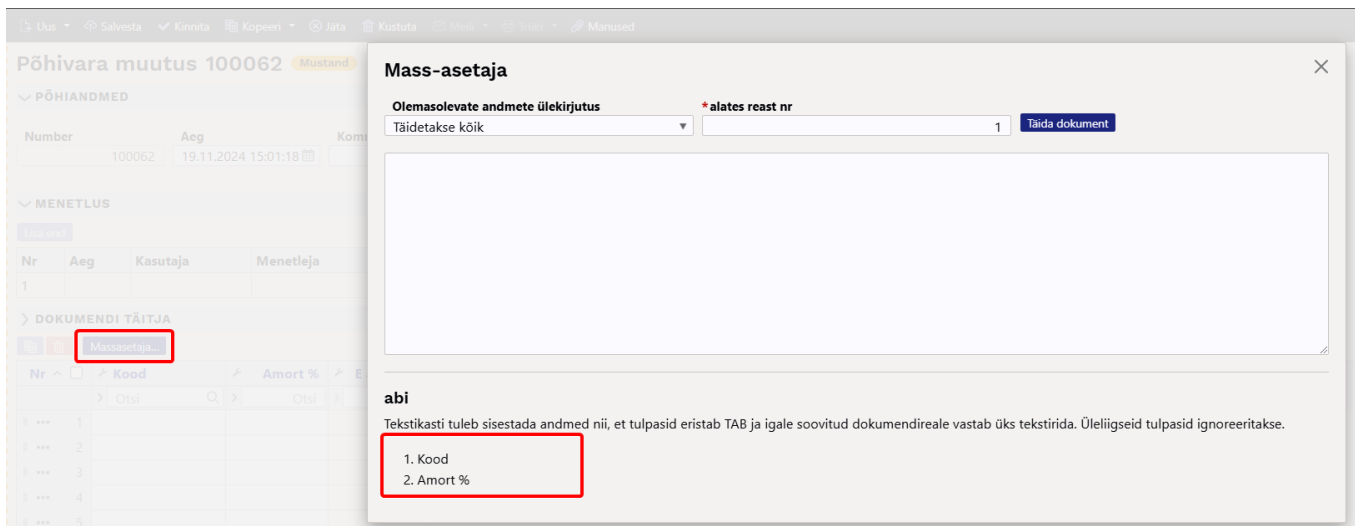 Uus Salvesta Kinnita Kopeeri Jäta Kustuta Meili Trüki Manused
Põhivara muutus 100062 Mustand
PÕHIANDMED
Number Aeg
100062 19.11.2024 15:01:18
MENETLUS
Lisa rida
Nr Aeg Kasutaja Menetleja
1
DOKUMENDI TÄITJA
Massasetaja...
Nr Kood Amort % E
Otsi Otsi
1
2
3
4
5
Mass-asetaja
Olemasolevate andmete ülekirjutus *alates reast nr
Täidetakse kõik 1 Täida dokument
abi
Tekstikasti tuleb sisestada andmed nii, et tulpasid eristab TAB ja igale soovitud dokumendireale vastab üks tekstirida. Üleliigseid tulpasid ignoreeritakse.
1. Kood
2. Amort %